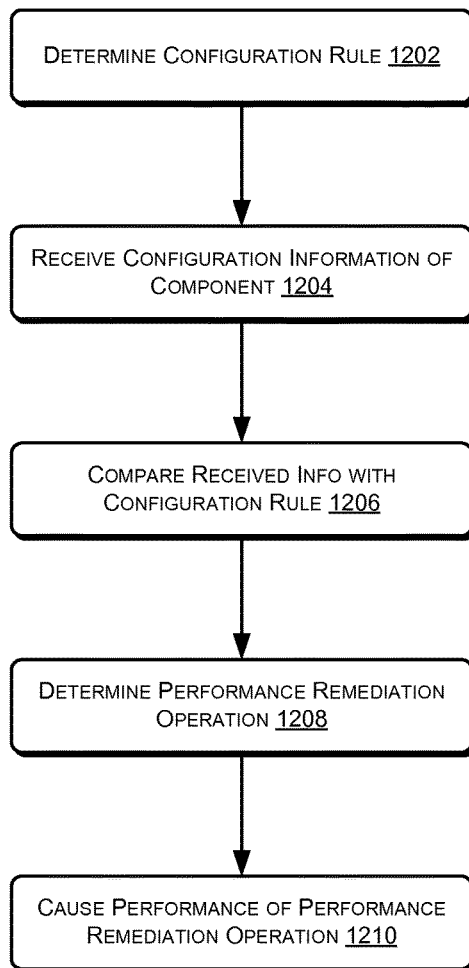 DETERMINE CONFIGURATION RULE 1202
RECEIVE CONFIGURATION INFORMATION OF
COMPONENT 1204
COMPARE RECEIVED INFO WITH
CONFIGURATION RULE 1206
DETERMINE PERFORMANCE REMEDIATION
OPERATION 1208
CAUSE PERFORMANCE OF PERFORMANCE
REMEDIATION OPERATION 1210